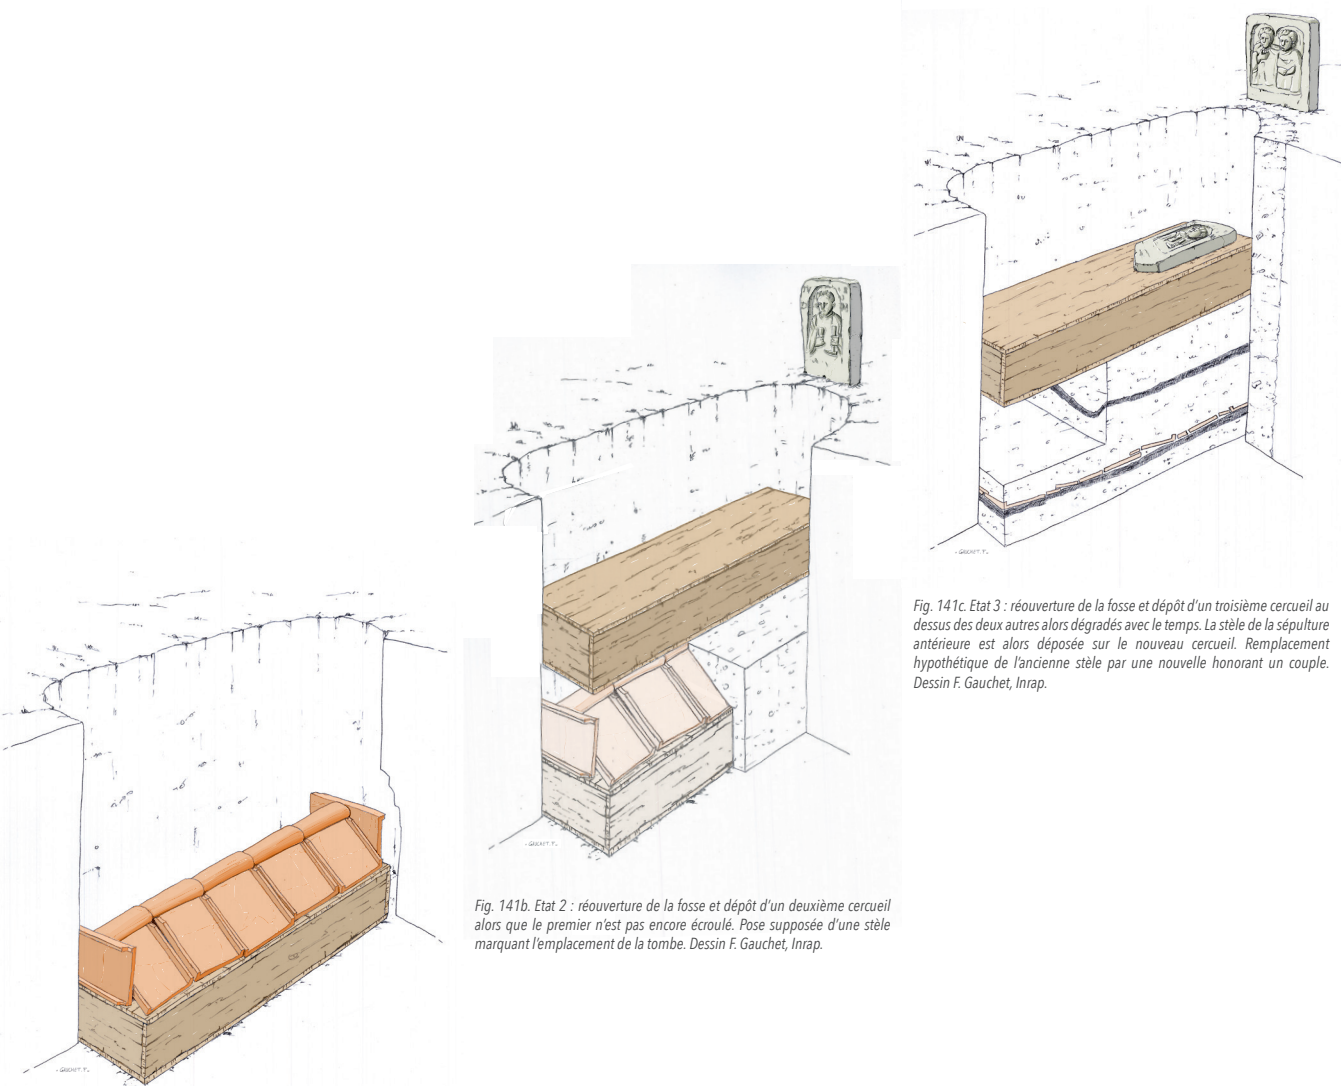 Fig. 141c. Etat 3 : réouverture de la fosse et dépôt d'un troisième cercueil au
dessus des deux autres alors dégradés avec le temps. La stèle de la sépulture
antérieure est alors déposée sur le nouveau cercueil. Remplacement
hypothétique de l'ancienne stèle par une nouvelle honorant un couple.
Dessin F. Gauchet, Inrap.
Fig. 141b. Etat 2 : réouverture de la fosse et dépôt d'un deuxième cercueil
alors que le premier n'est pas encore écroulé. Pose supposée d'une stèle
marquant l'emplacement de la tombe. Dessin F. Gauchet, Inrap.